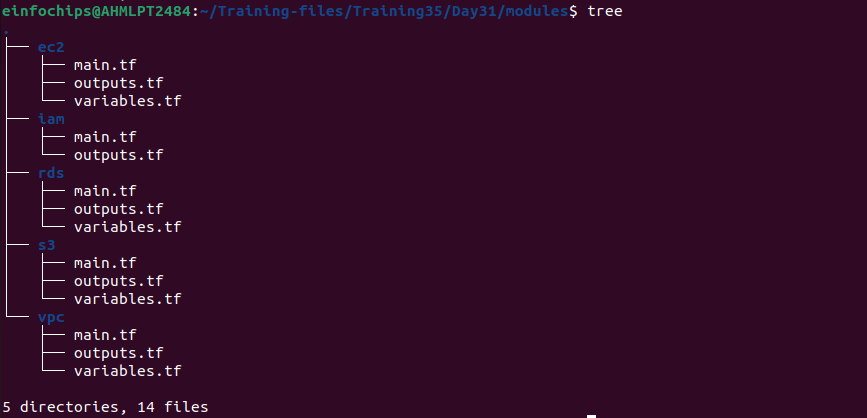 einfochips@AHMLPT2484:~/Training-files/Training35/Day31/modules$ tree
.
├── ec2
│   ├── main.tf
│   ├── outputs.tf
│   └── variables.tf
├── iam
│   ├── main.tf
│   └── outputs.tf
├── rds
│   ├── main.tf
│   ├── outputs.tf
│   └── variables.tf
├── s3
│   ├── main.tf
│   ├── outputs.tf
│   └── variables.tf
└── vpc
    ├── main.tf
    ├── outputs.tf
    └── variables.tf
5 directories, 14 files